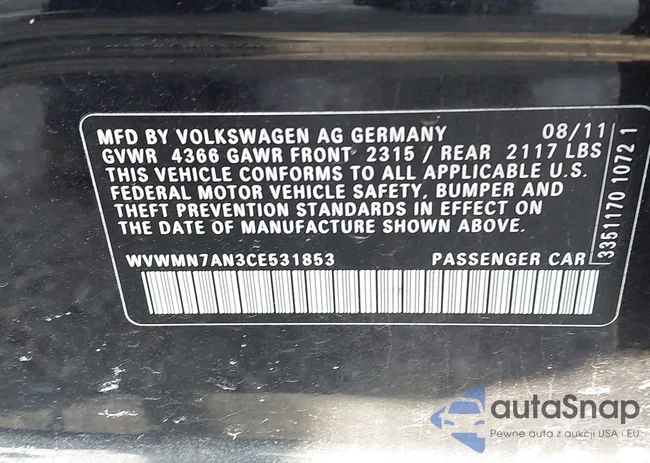 MFD BY VOLKSWAGEN AG GERMANY 08/11
GVWR 4366 GAWR FRONT 2315 / REAR 2117 LBS
THIS VEHICLE CONFORMS TO ALL APPLICABLE U.S.
FEDERAL MOTOR VEHICLE SAFETY, BUMPER AND
THEFT PREVENTION STANDARDS IN EFFECT ON
THE DATE OF MANUFACTURE SHOWN ABOVE.
WVWMN7AN3CE531853 PASSENGER CAR
3351170 10721
autaSnap
Pewne auta z aukcji USA i EU